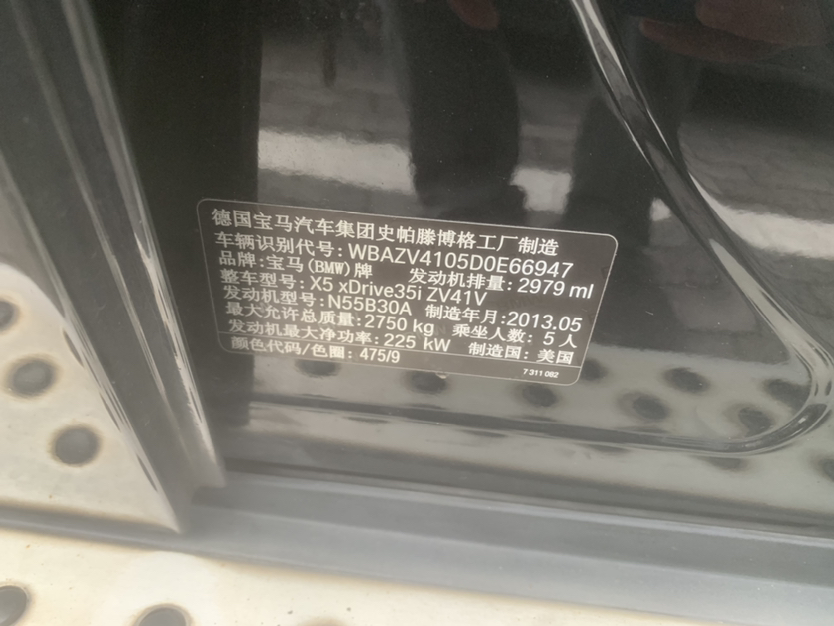 德国宝马汽车集团史帕滕博格工厂制造
车辆识别代号: WBAZV4105D0E66947
品牌: 宝马(BMW)牌 发动机排量: 2979 ml
整车型号: X5 xDrive35i ZV41V
发动机型号: N55B30A 制造年月: 2013.05
最大允许总质量: 2750 kg 乘坐人数: 5 人
发动机最大净功率: 225 kW 制造国: 美国
颜色代码/色圈: 475/9
7 311 082